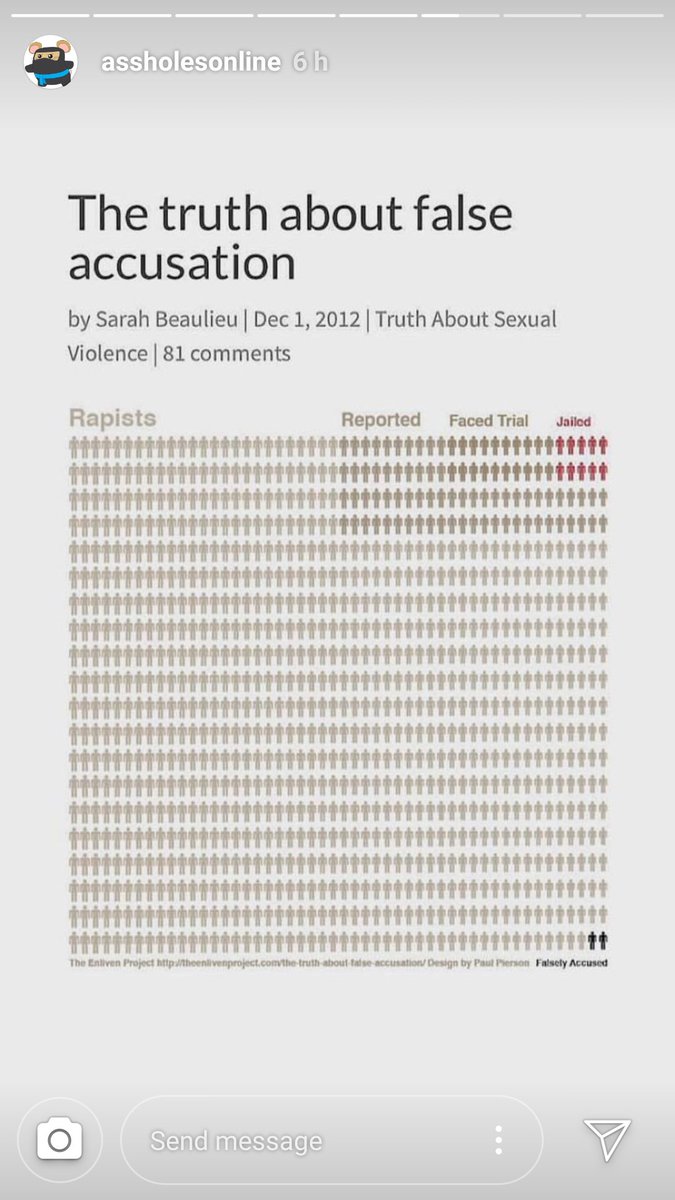 assholesonline 6 h
The truth about false
accusation
by Sarah Beaulieu | Dec 1, 2012 | Truth About Sexual
Violence | 81 comments
Rapists Reported Faced Trial Jailed
The Enliven Project http://theenlivenproject.com/the-truth-about-false-accusation/ Design by Paul Pierson Falsely Accused
Send message